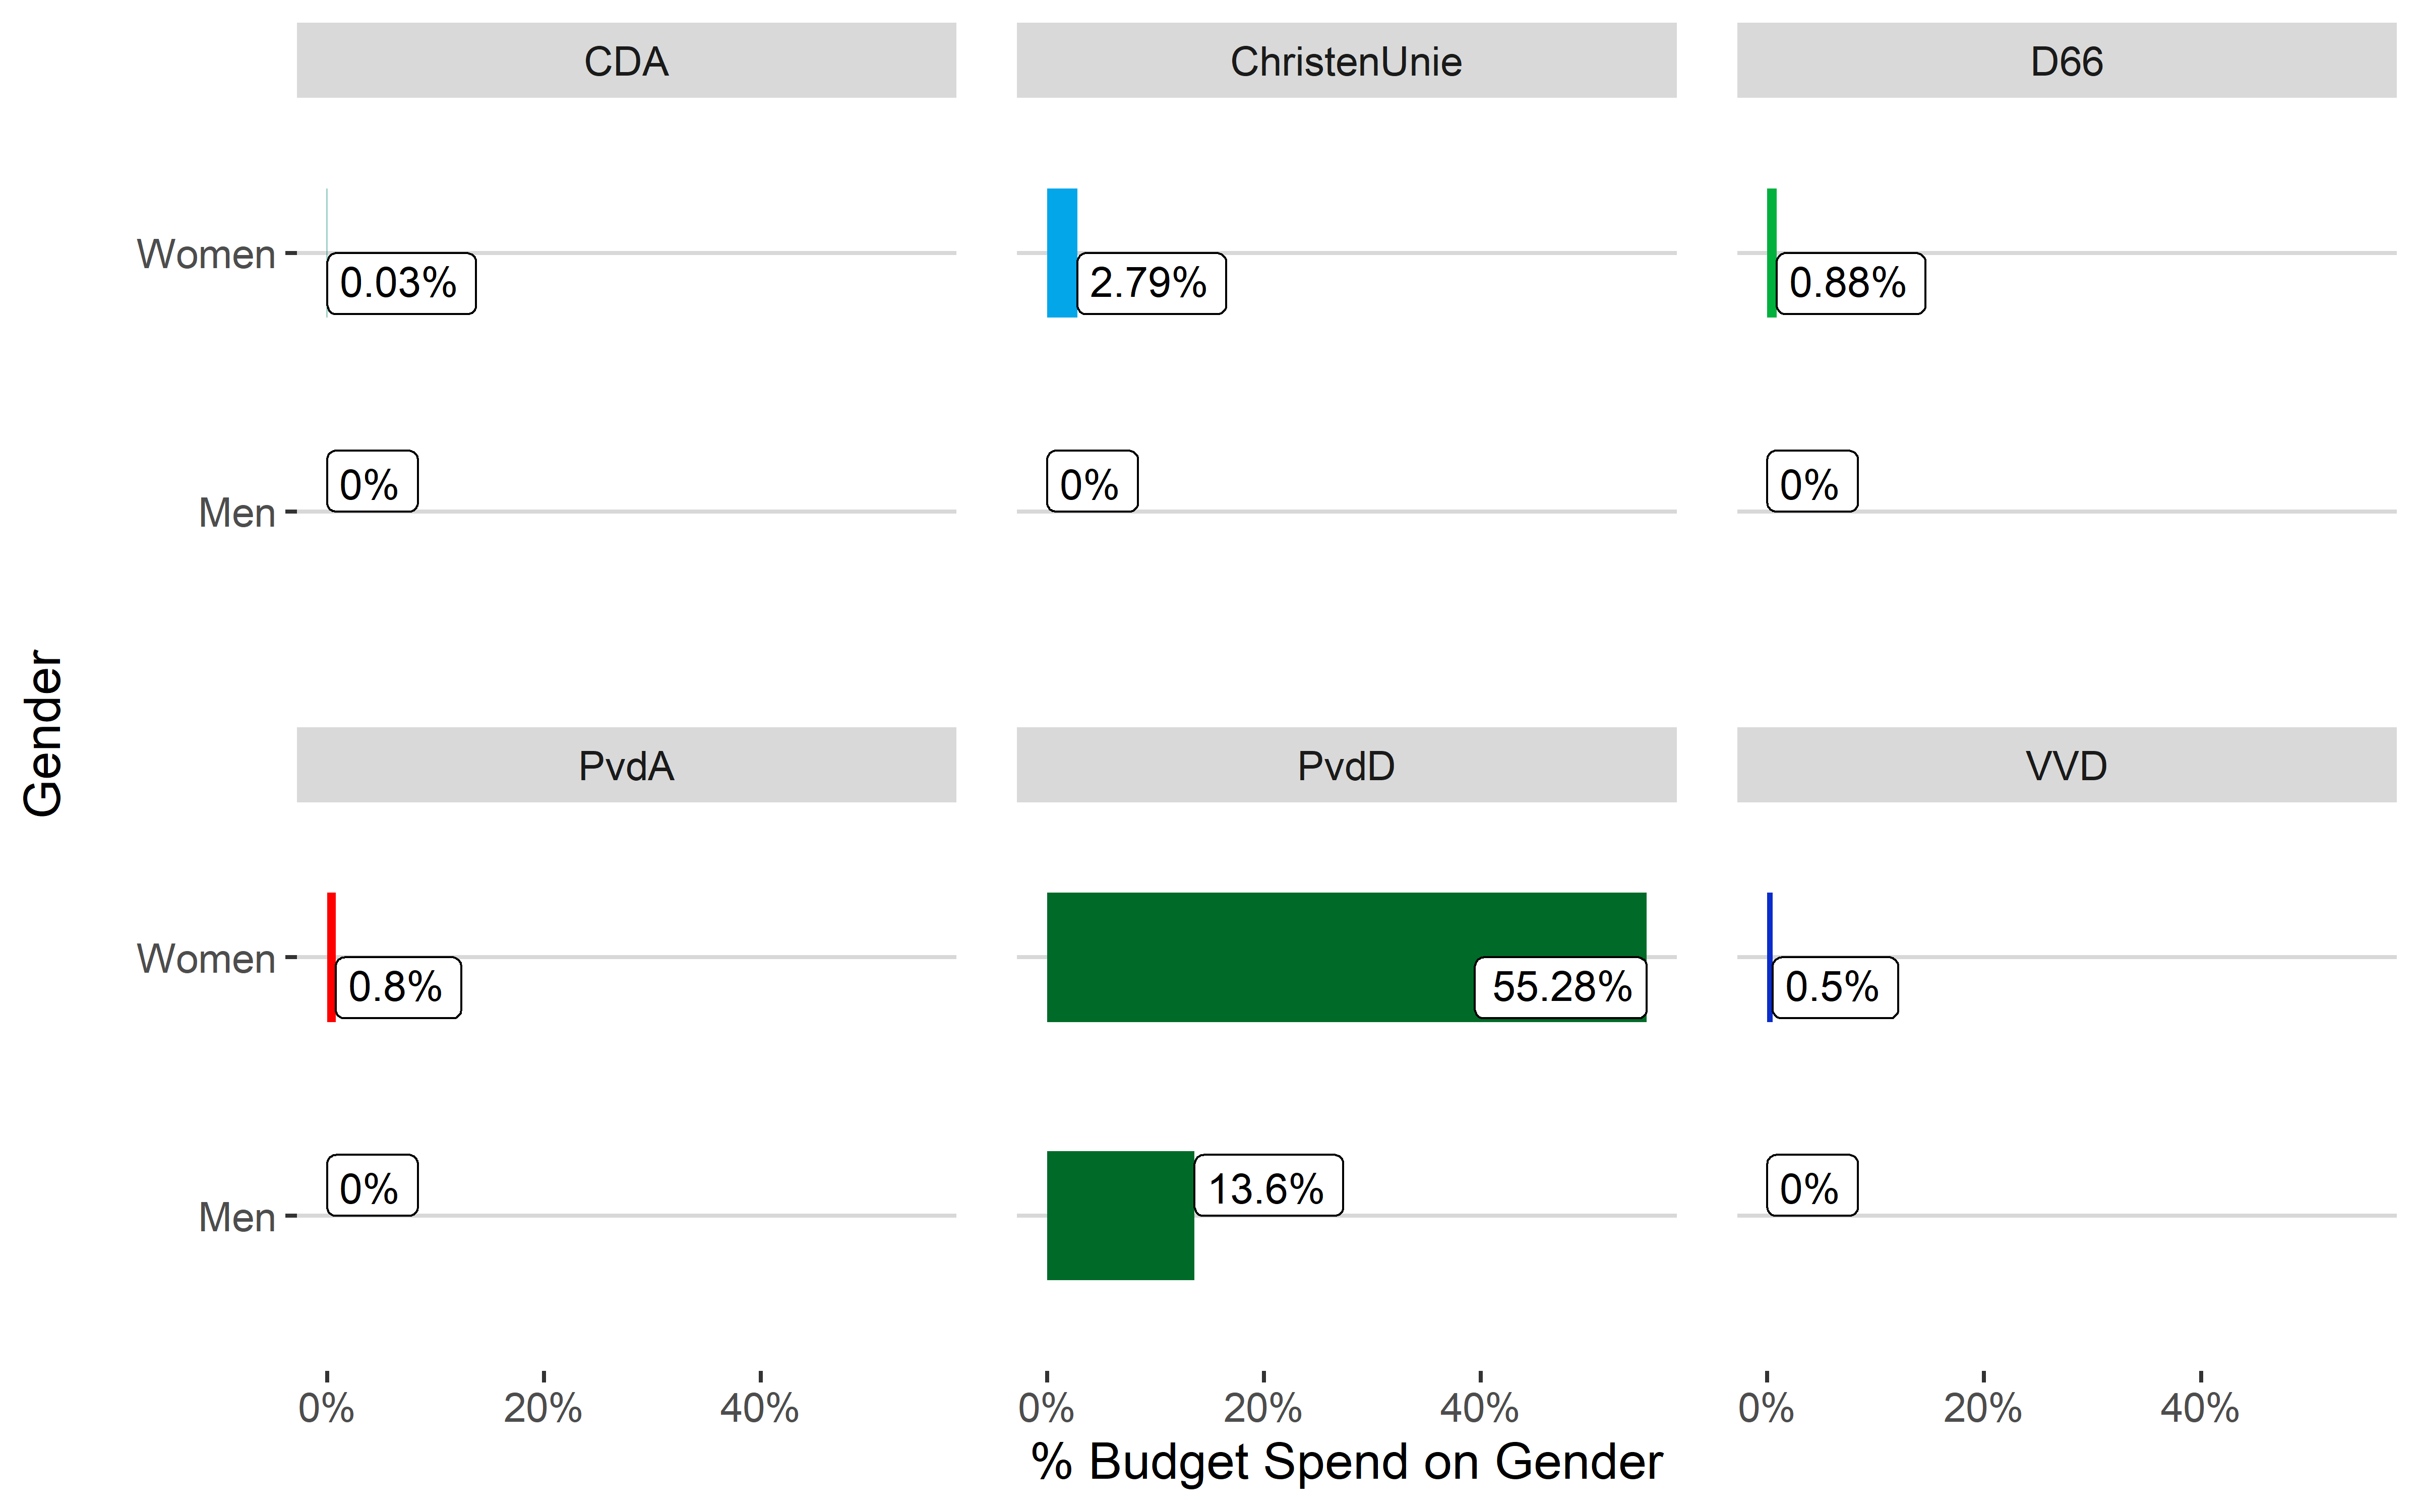 CDA
ChristenUnie
D66
Women
0.03%
2.79%
0.88%
Men
0%
0%
0%
Gender
PvdA
PvdD
VVD
Women
0.8%
55.28%
0.5%
Men
0%
13.6%
0%
0%
20%
40%
0%
20%
40%
0%
20%
40%
% Budget Spend on Gender